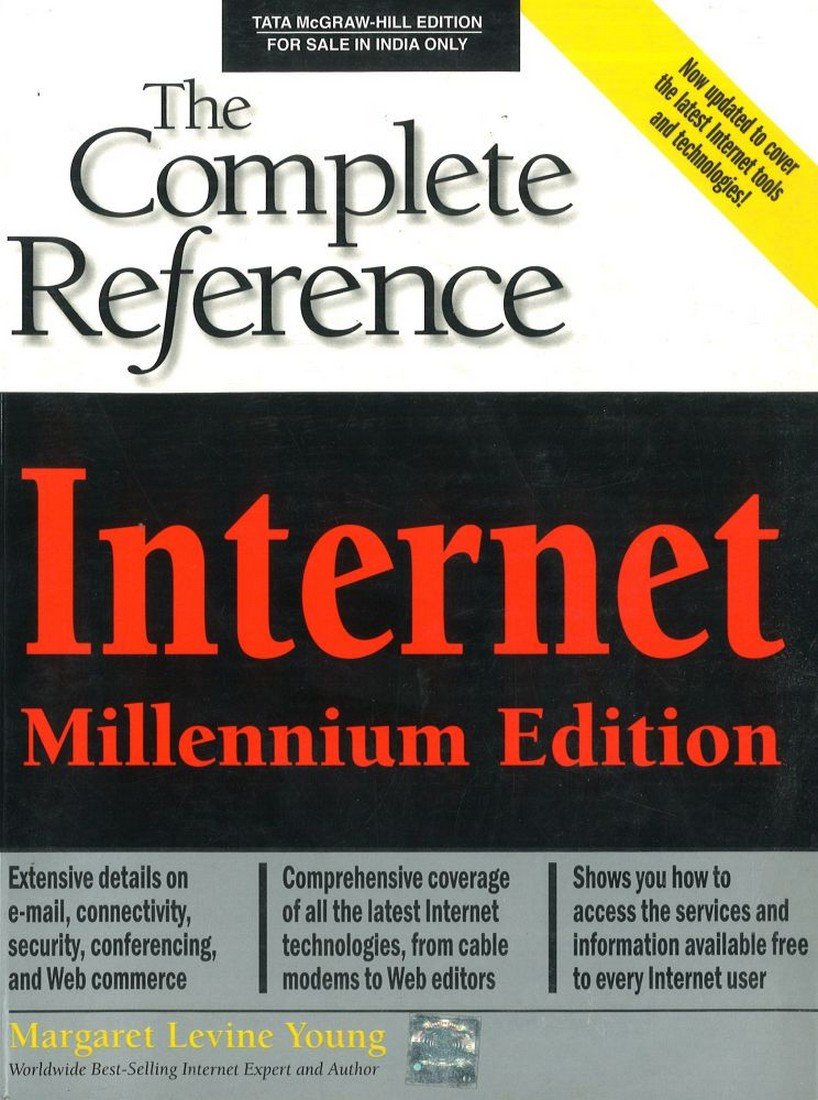 TATA McGRAW-HILL EDITION
FOR SALE IN INDIA ONLY
Now updated to cover
the latest Internet tools
and technologies!
The
Complete
Reference
Internet
Millennium Edition
Extensive details on
e-mail, connectivity,
security, conferencing,
and Web commerce
Comprehensive coverage
of all the latest Internet
technologies, from cable
modems to Web editors
Shows you how to
access the services and
information available free
to every Internet user
Margaret Levine Young
Worldwide Best-Selling Internet Expert and Author